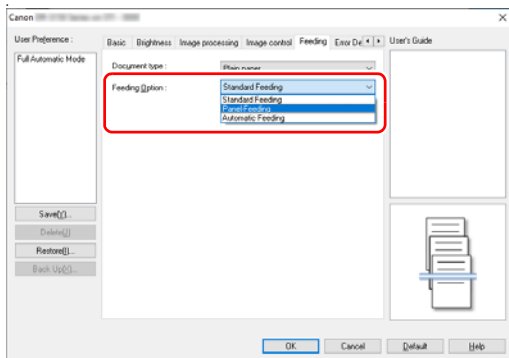 Canon
User Preference :
Full Automatic Mode
Save(Y)...
Delete(J)
Restore(I)...
Back Up(K)...
Basic Brightness Image processing Image control Feeding Error De
Document type :
Plain paper
Feeding Option :
Standard Feeding
Standard Feeding
Panel Feeding
Automatic Feeding
User's Guide
OK Cancel Default Help